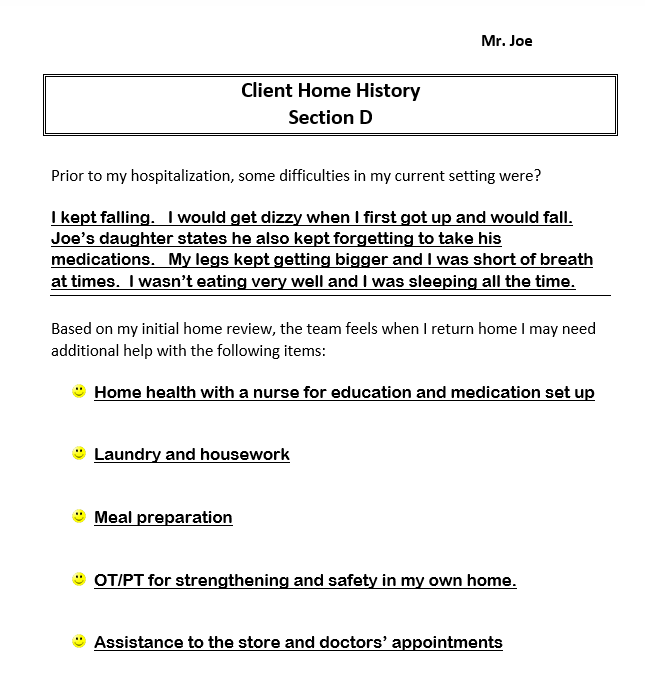 Mr. Joe
Client Home History
Section D
Prior to my hospitalization, some difficulties in my current setting were?
I kept falling.   I would get dizzy when I first got up and would fall.
Joe’s daughter states he also kept forgetting to take his
medications.   My legs kept getting bigger and I was short of breath
at times.  I wasn’t eating very well and I was sleeping all the time.
Based on my initial home review, the team feels when I return home I may need
additional help with the following items:
Home health with a nurse for education and medication set up
Laundry and housework
Meal preparation
OT/PT for strengthening and safety in my own home.
Assistance to the store and doctors’ appointments